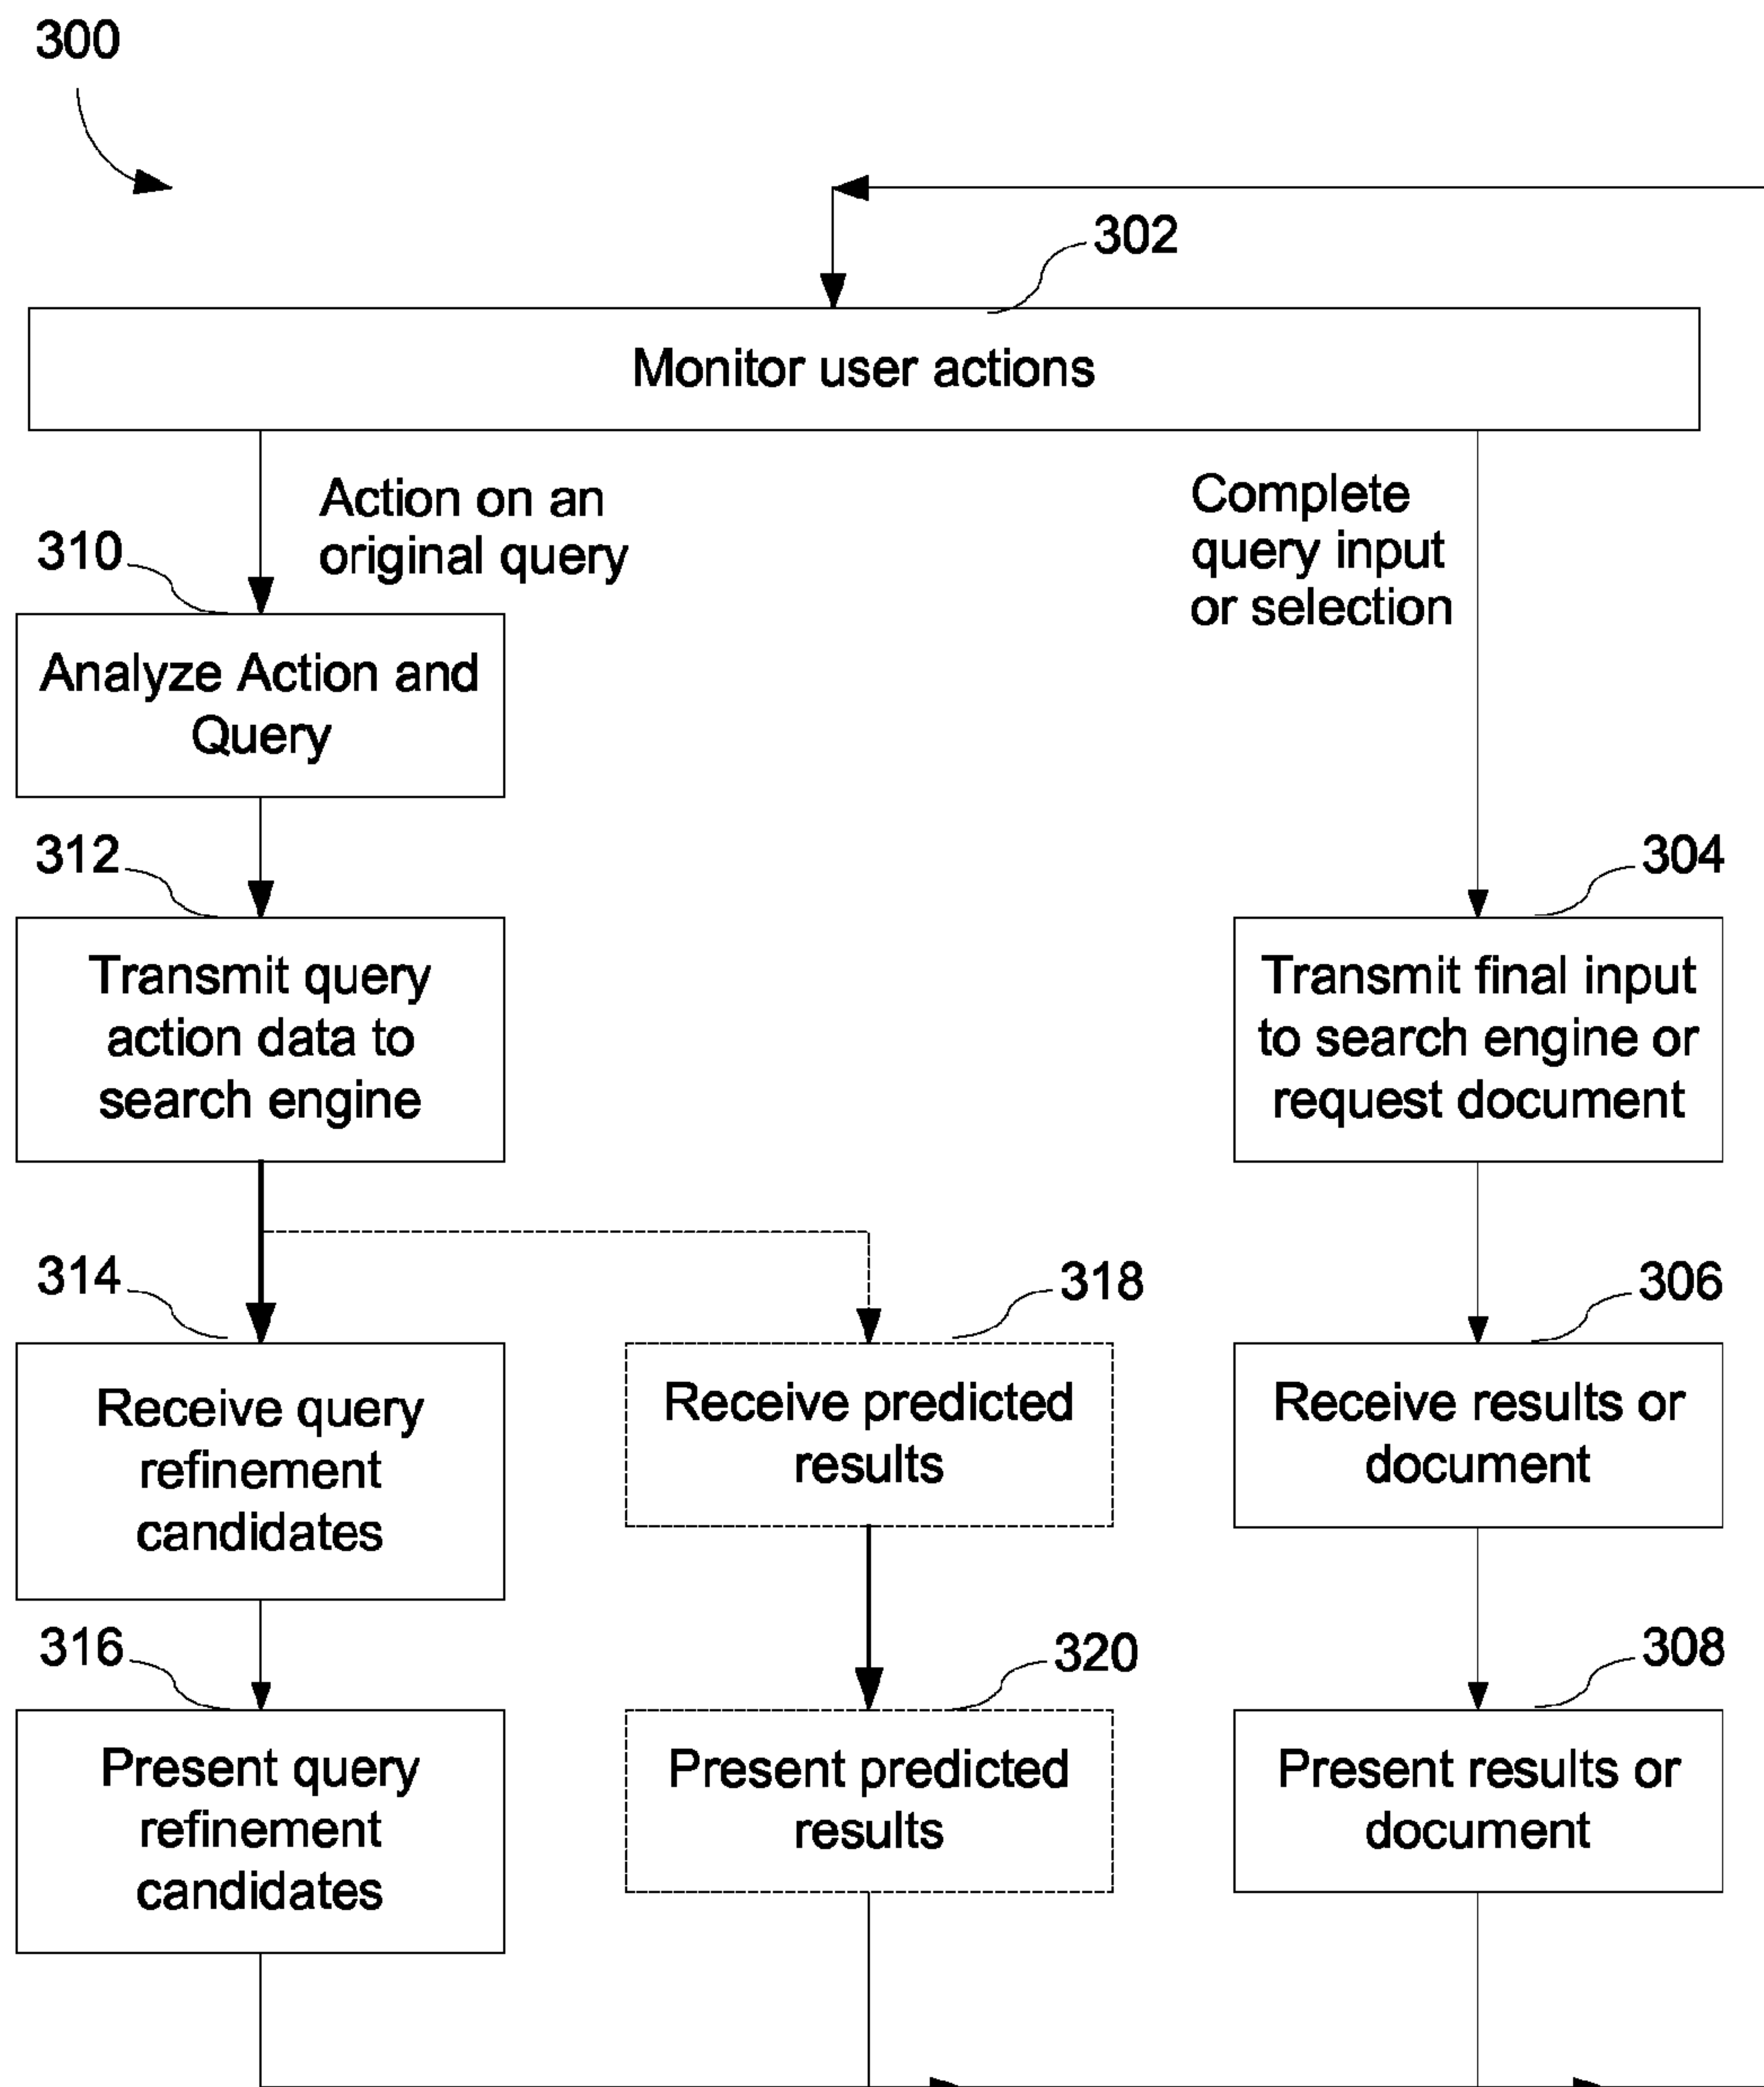 300
302
Monitor user actions
Action on an
original query
Complete
query input
or selection
310
Analyze Action and
Query
312
Transmit query
action data to
search engine
304
Transmit final input
to search engine or
request document
314
Receive query
refinement
candidates
318
Receive predicted
results
306
Receive results or
document
316
Present query
refinement
candidates
320
Present predicted
results
308
Present results or
document